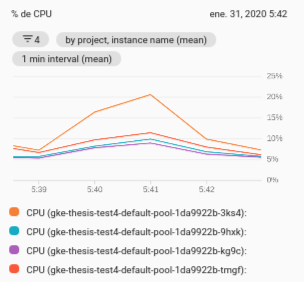 % de CPU
ene. 31, 2020 5:42
4
by project, instance name (mean)
1 min interval (mean)
25%
20%
15%
10%
5%
0%
5:39
5:40
5:41
5:42
CPU (gke-thesis-test4-default-pool-1da9922b-3ks4):
CPU (gke-thesis-test4-default-pool-1da9922b-9hxk):
CPU (gke-thesis-test4-default-pool-1da9922b-kg9c):
CPU (gke-thesis-test4-default-pool-1da9922b-tmgf):